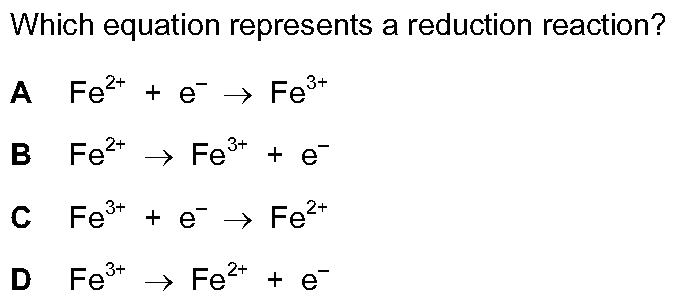 Which equation represents a reduction reaction?
A Fe²⁺ + e⁻ → Fe³⁺
B Fe²⁺ → Fe³⁺ + e⁻
C Fe³⁺ + e⁻ → Fe²⁺
D Fe³⁺ → Fe²⁺ + e⁻